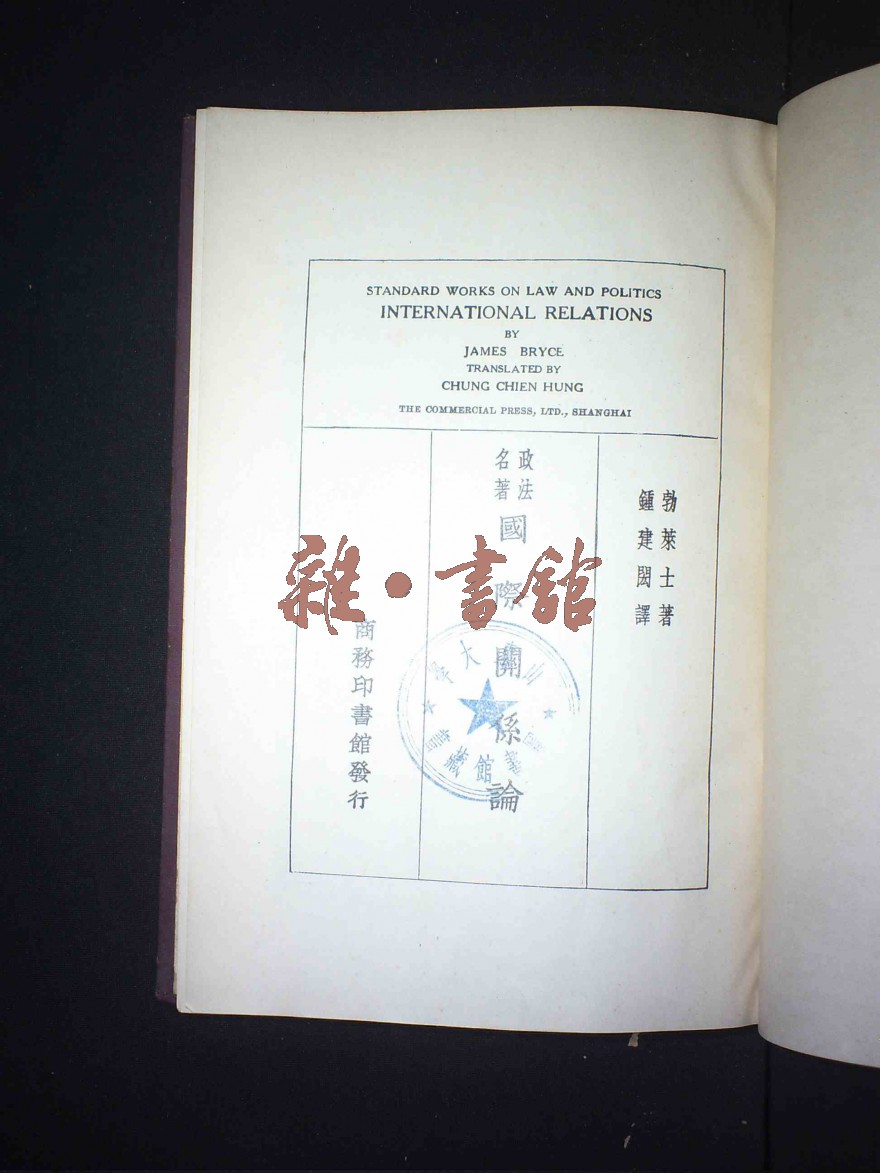 STANDARD WORKS ON LAW AND POLITICS
INTERNATIONAL RELATIONS
BY
JAMES BRYCE
TRANSLATED BY
CHUNG CHIEN HUNG
THE COMMERCIAL PRESS, LTD., SHANGHAI
勃萊士著
鍾建閎譯
政法
名著
國際關係論
商務印書館發行
雜·書館